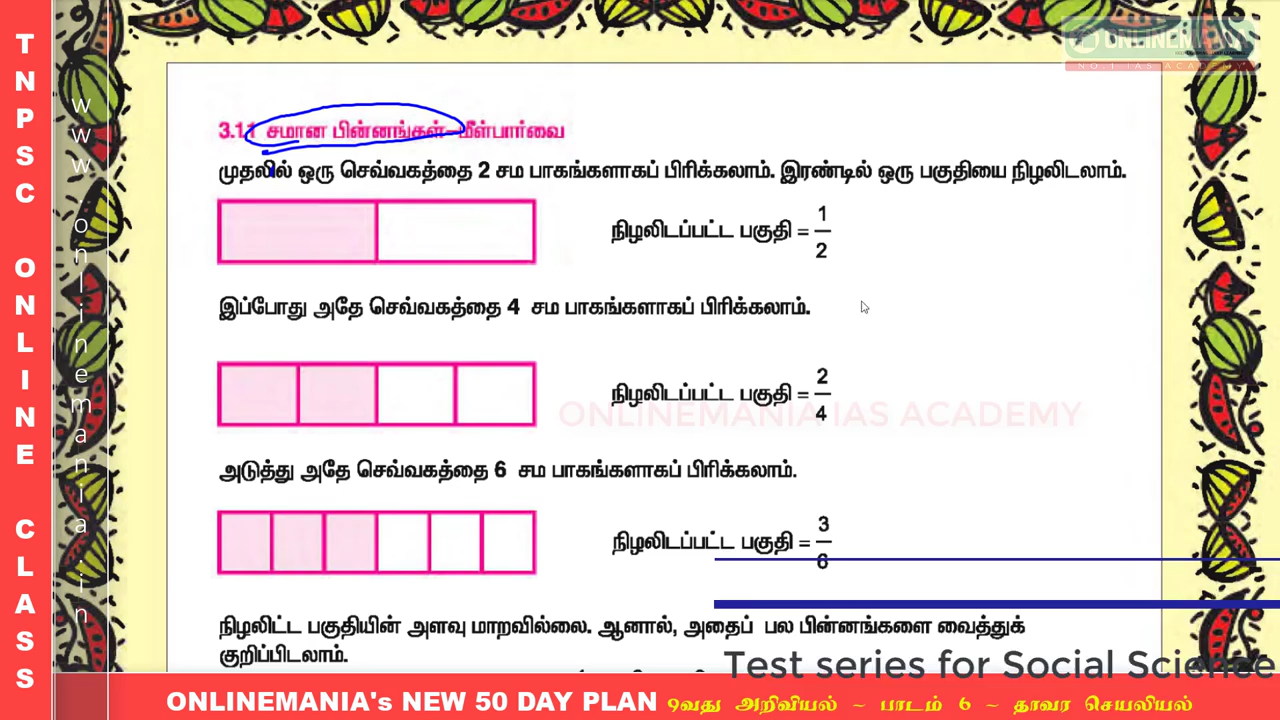 TNPSC ONLINE CLASS
www.onlinemania.in
NO.1 IAS ACADEMY
3.1.1 சமான பின்னங்கள்–மீள்பார்வை
முதலில் ஒரு செவ்வகத்தை 2 சம பாகங்களாகப் பிரிக்கலாம். இரண்டில் ஒரு பகுதியை நிழலிடலாம்.
நிழலிடப்பட்ட பகுதி = 1/2
இப்போது அதே செவ்வகத்தை 4 சம பாகங்களாகப் பிரிக்கலாம்.
நிழலிடப்பட்ட பகுதி = 2/4
ONLINEMANIA IAS ACADEMY
அடுத்து அதே செவ்வகத்தை 6 சம பாகங்களாகப் பிரிக்கலாம்.
நிழலிடப்பட்ட பகுதி = 3/6
நிழலிட்ட பகுதியின் அளவு மாறவில்லை. ஆனால், அதைப் பல பின்னங்களை வைத்துக்
குறிப்பிடலாம்.
Test series for Social Science
ONLINEMANIA's NEW 50 DAY PLAN 9வது அறிவியல் ~ பாடம் 6 ~ தாவர செயலியல்